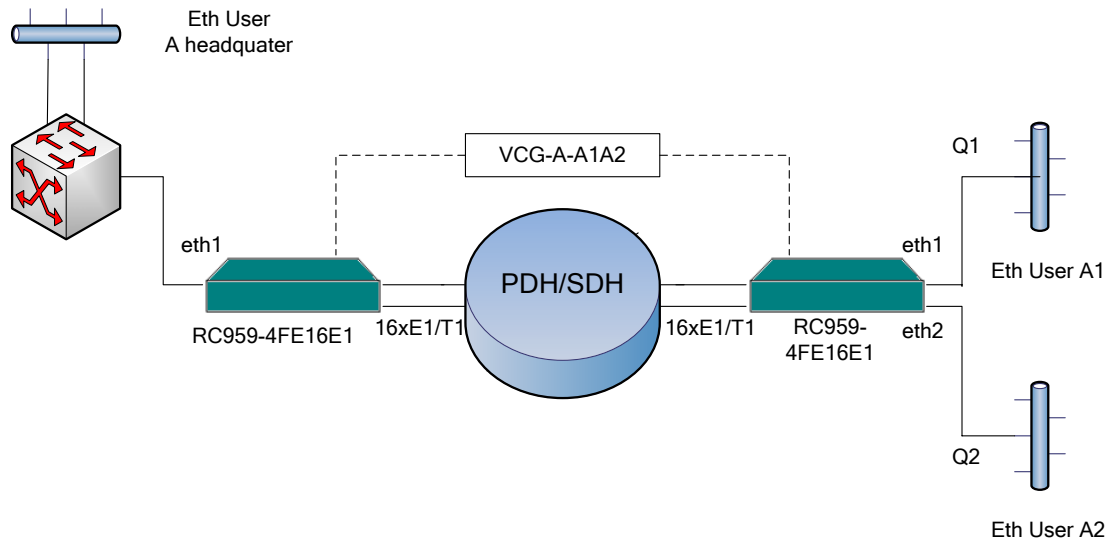 Eth User
A headquater
VCG-A-A1A2
Q1
eth1
eth1
Eth User A1
PDH/SDH
RC959-4FE16E1
16xE1/T1
16xE1/T1
RC959-
4FE16E1
eth2
Q2
Eth User A2